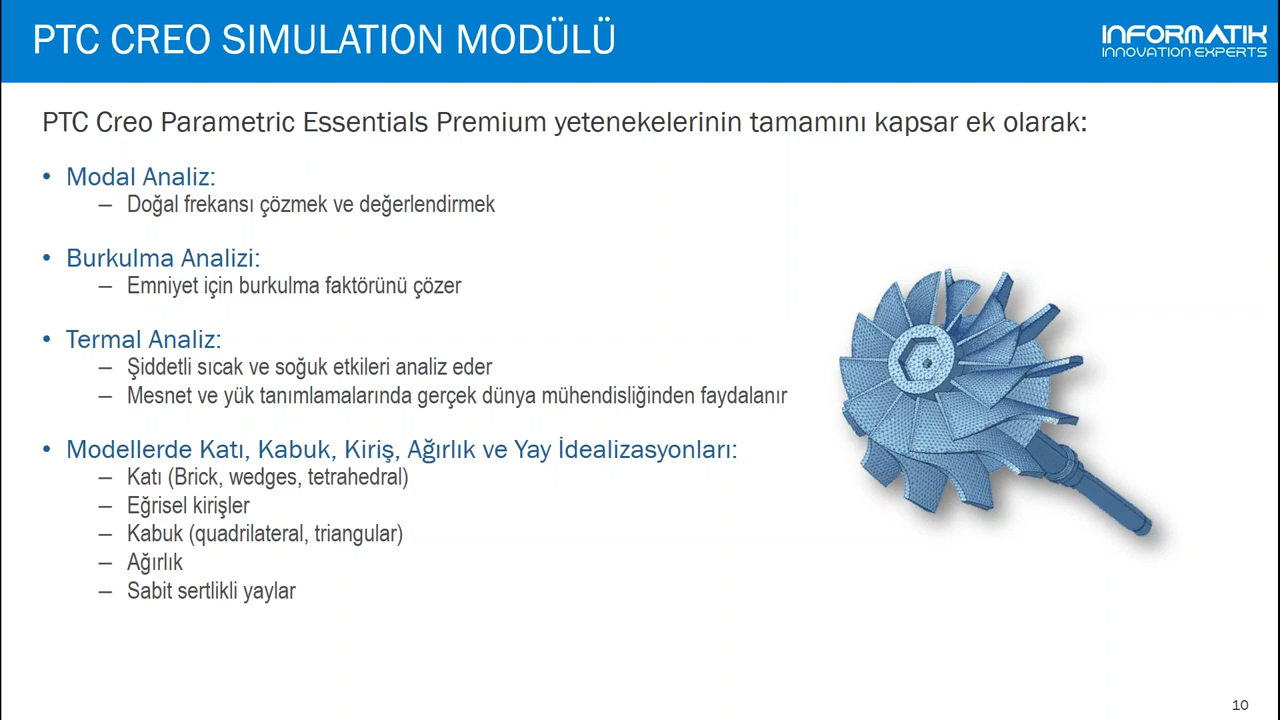 PTC CREO SIMULATION MODÜLÜ
INFORMATIK
INNOVATION EXPERTS
PTC Creo Parametric Essentials Premium yetenekelerinin tamamını kapsar ek olarak:
• Modal Analiz:
– Doğal frekansı çözmek ve değerlendirmek
• Burkulma Analizi:
– Emniyet için burkulma faktörünü çözer
• Termal Analiz:
– Şiddetli sıcak ve soğuk etkileri analiz eder
– Mesnet ve yük tanımlamalarında gerçek dünya mühendisliğinden faydalanır
• Modellerde Katı, Kabuk, Kiriş, Ağırlık ve Yay İdealizasyonları:
– Katı (Brick, wedges, tetrahedral)
– Eğrisel kirişler
– Kabuk (quadrilateral, triangular)
– Ağırlık
– Sabit sertlikli yaylar
10